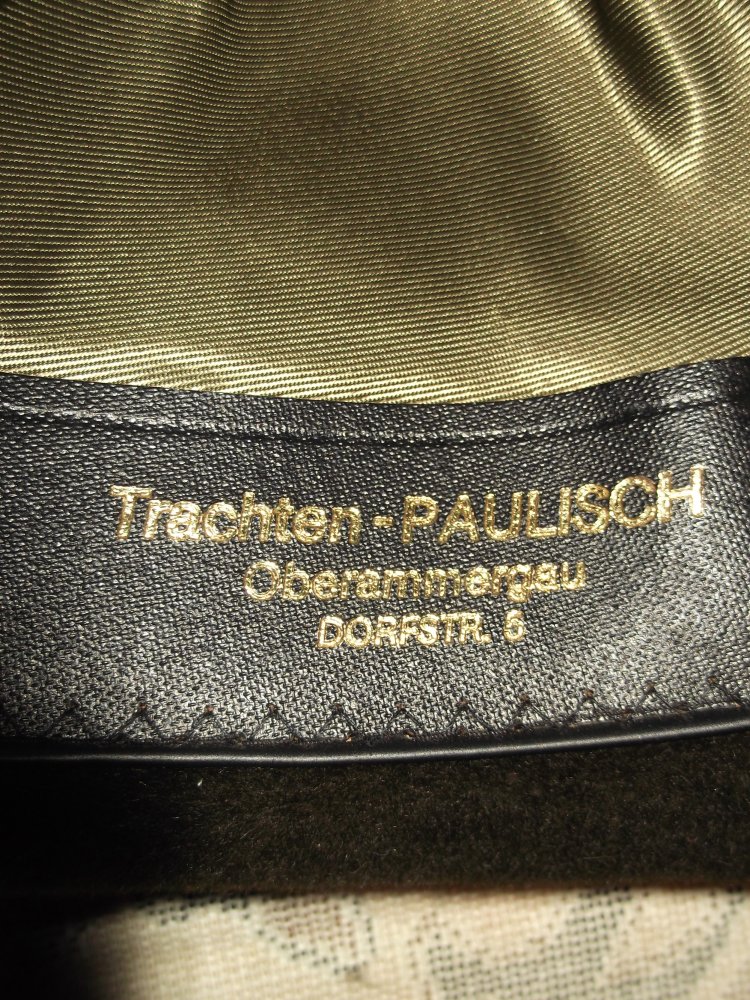 Trachten - PAULISCH
Oberammergau
DORFSTR. 6